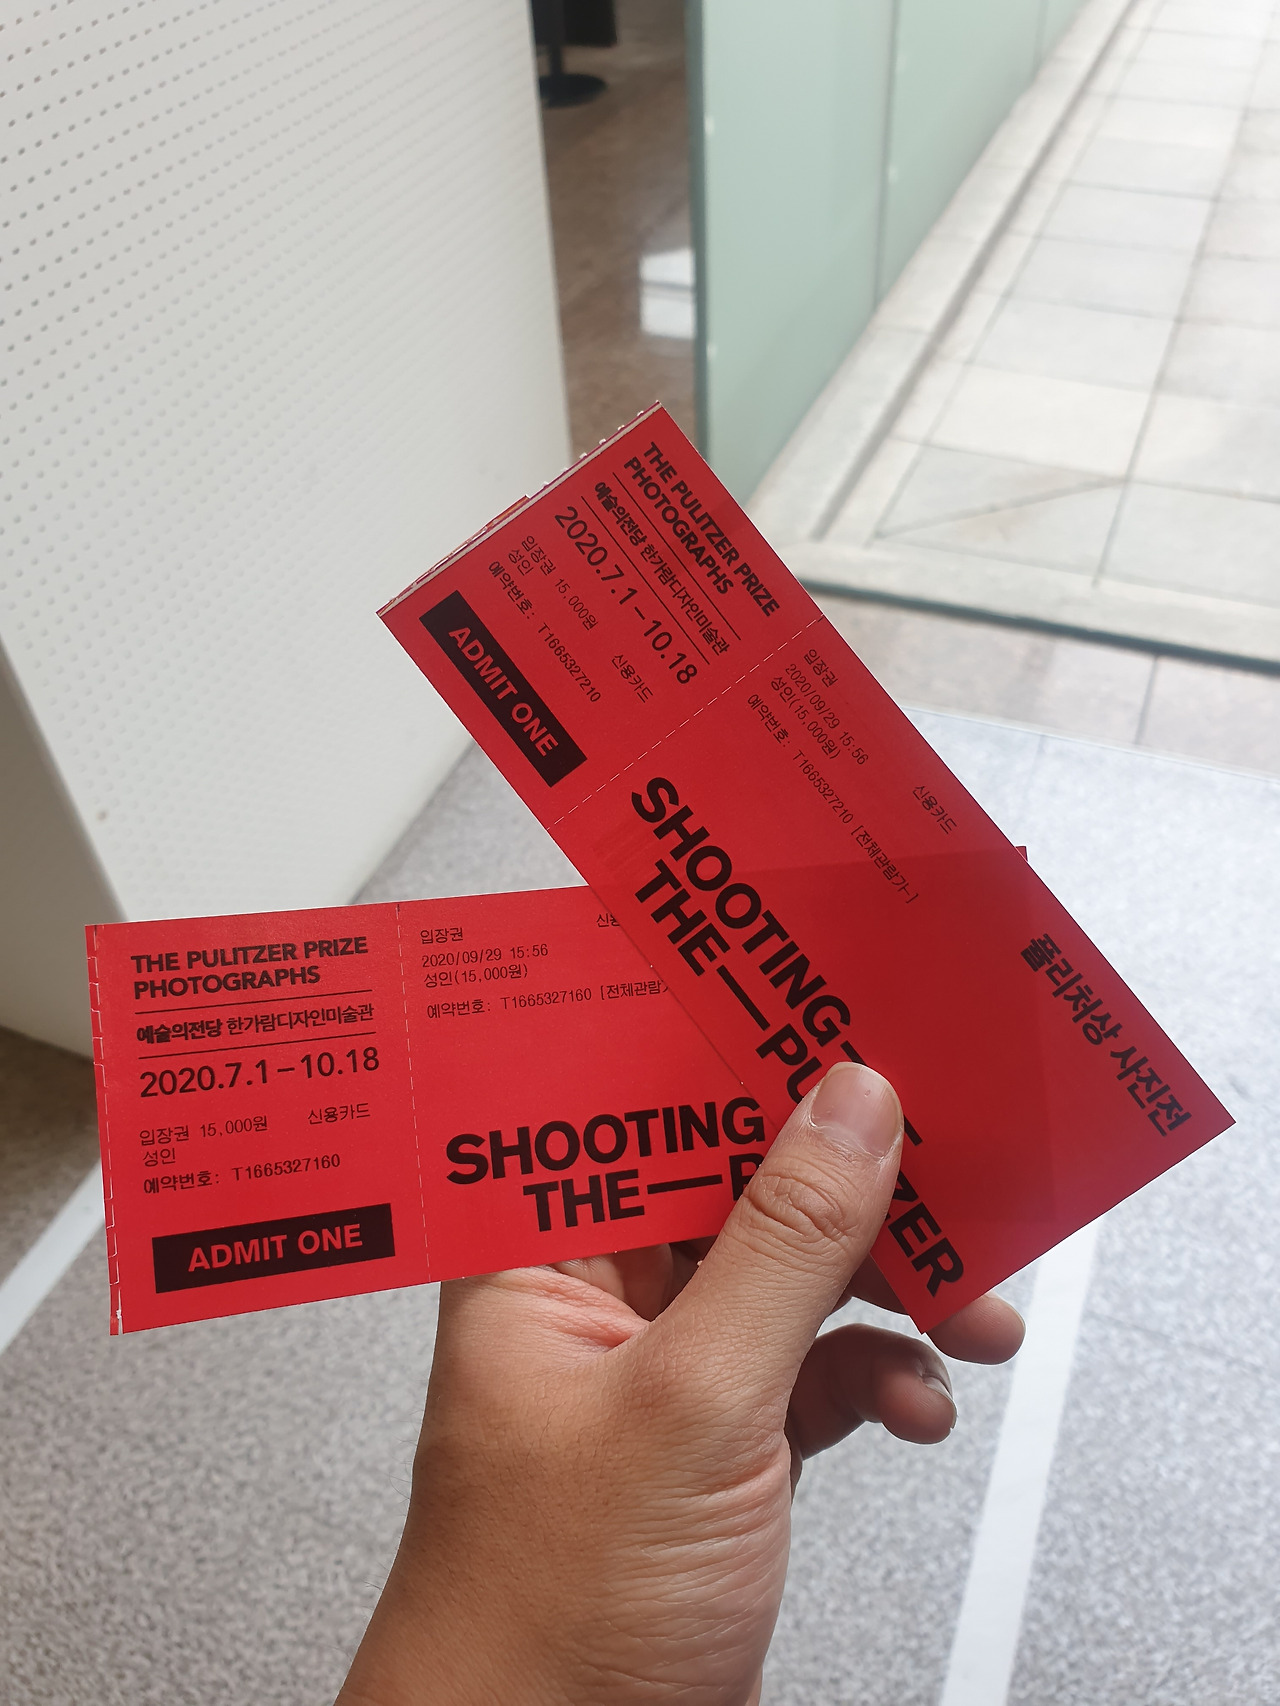 THE PULITZER PRIZE
PHOTOGRAPHS
예술의전당 한가람디자인미술관
2020.7.1–10.18
입장권 15,000원 신용카드
성인
예약번호: T1665327210
ADMIT ONE
입장권
2020/09/29 15:56
성인(15,000원) 신용카드
예약번호: T1665327210 [전체관람가-]
SHOOTING
THE—PULITZER
퓰리처상 사진전
THE PULITZER PRIZE
PHOTOGRAPHS
예술의전당 한가람디자인미술관
2020.7.1–10.18
입장권 15,000원 신용카드
성인
예약번호: T1665327160
ADMIT ONE
입장권
2020/09/29 15:56
성인(15,000원)
예약번호: T1665327160 [전체관람
SHOOTING
THE—